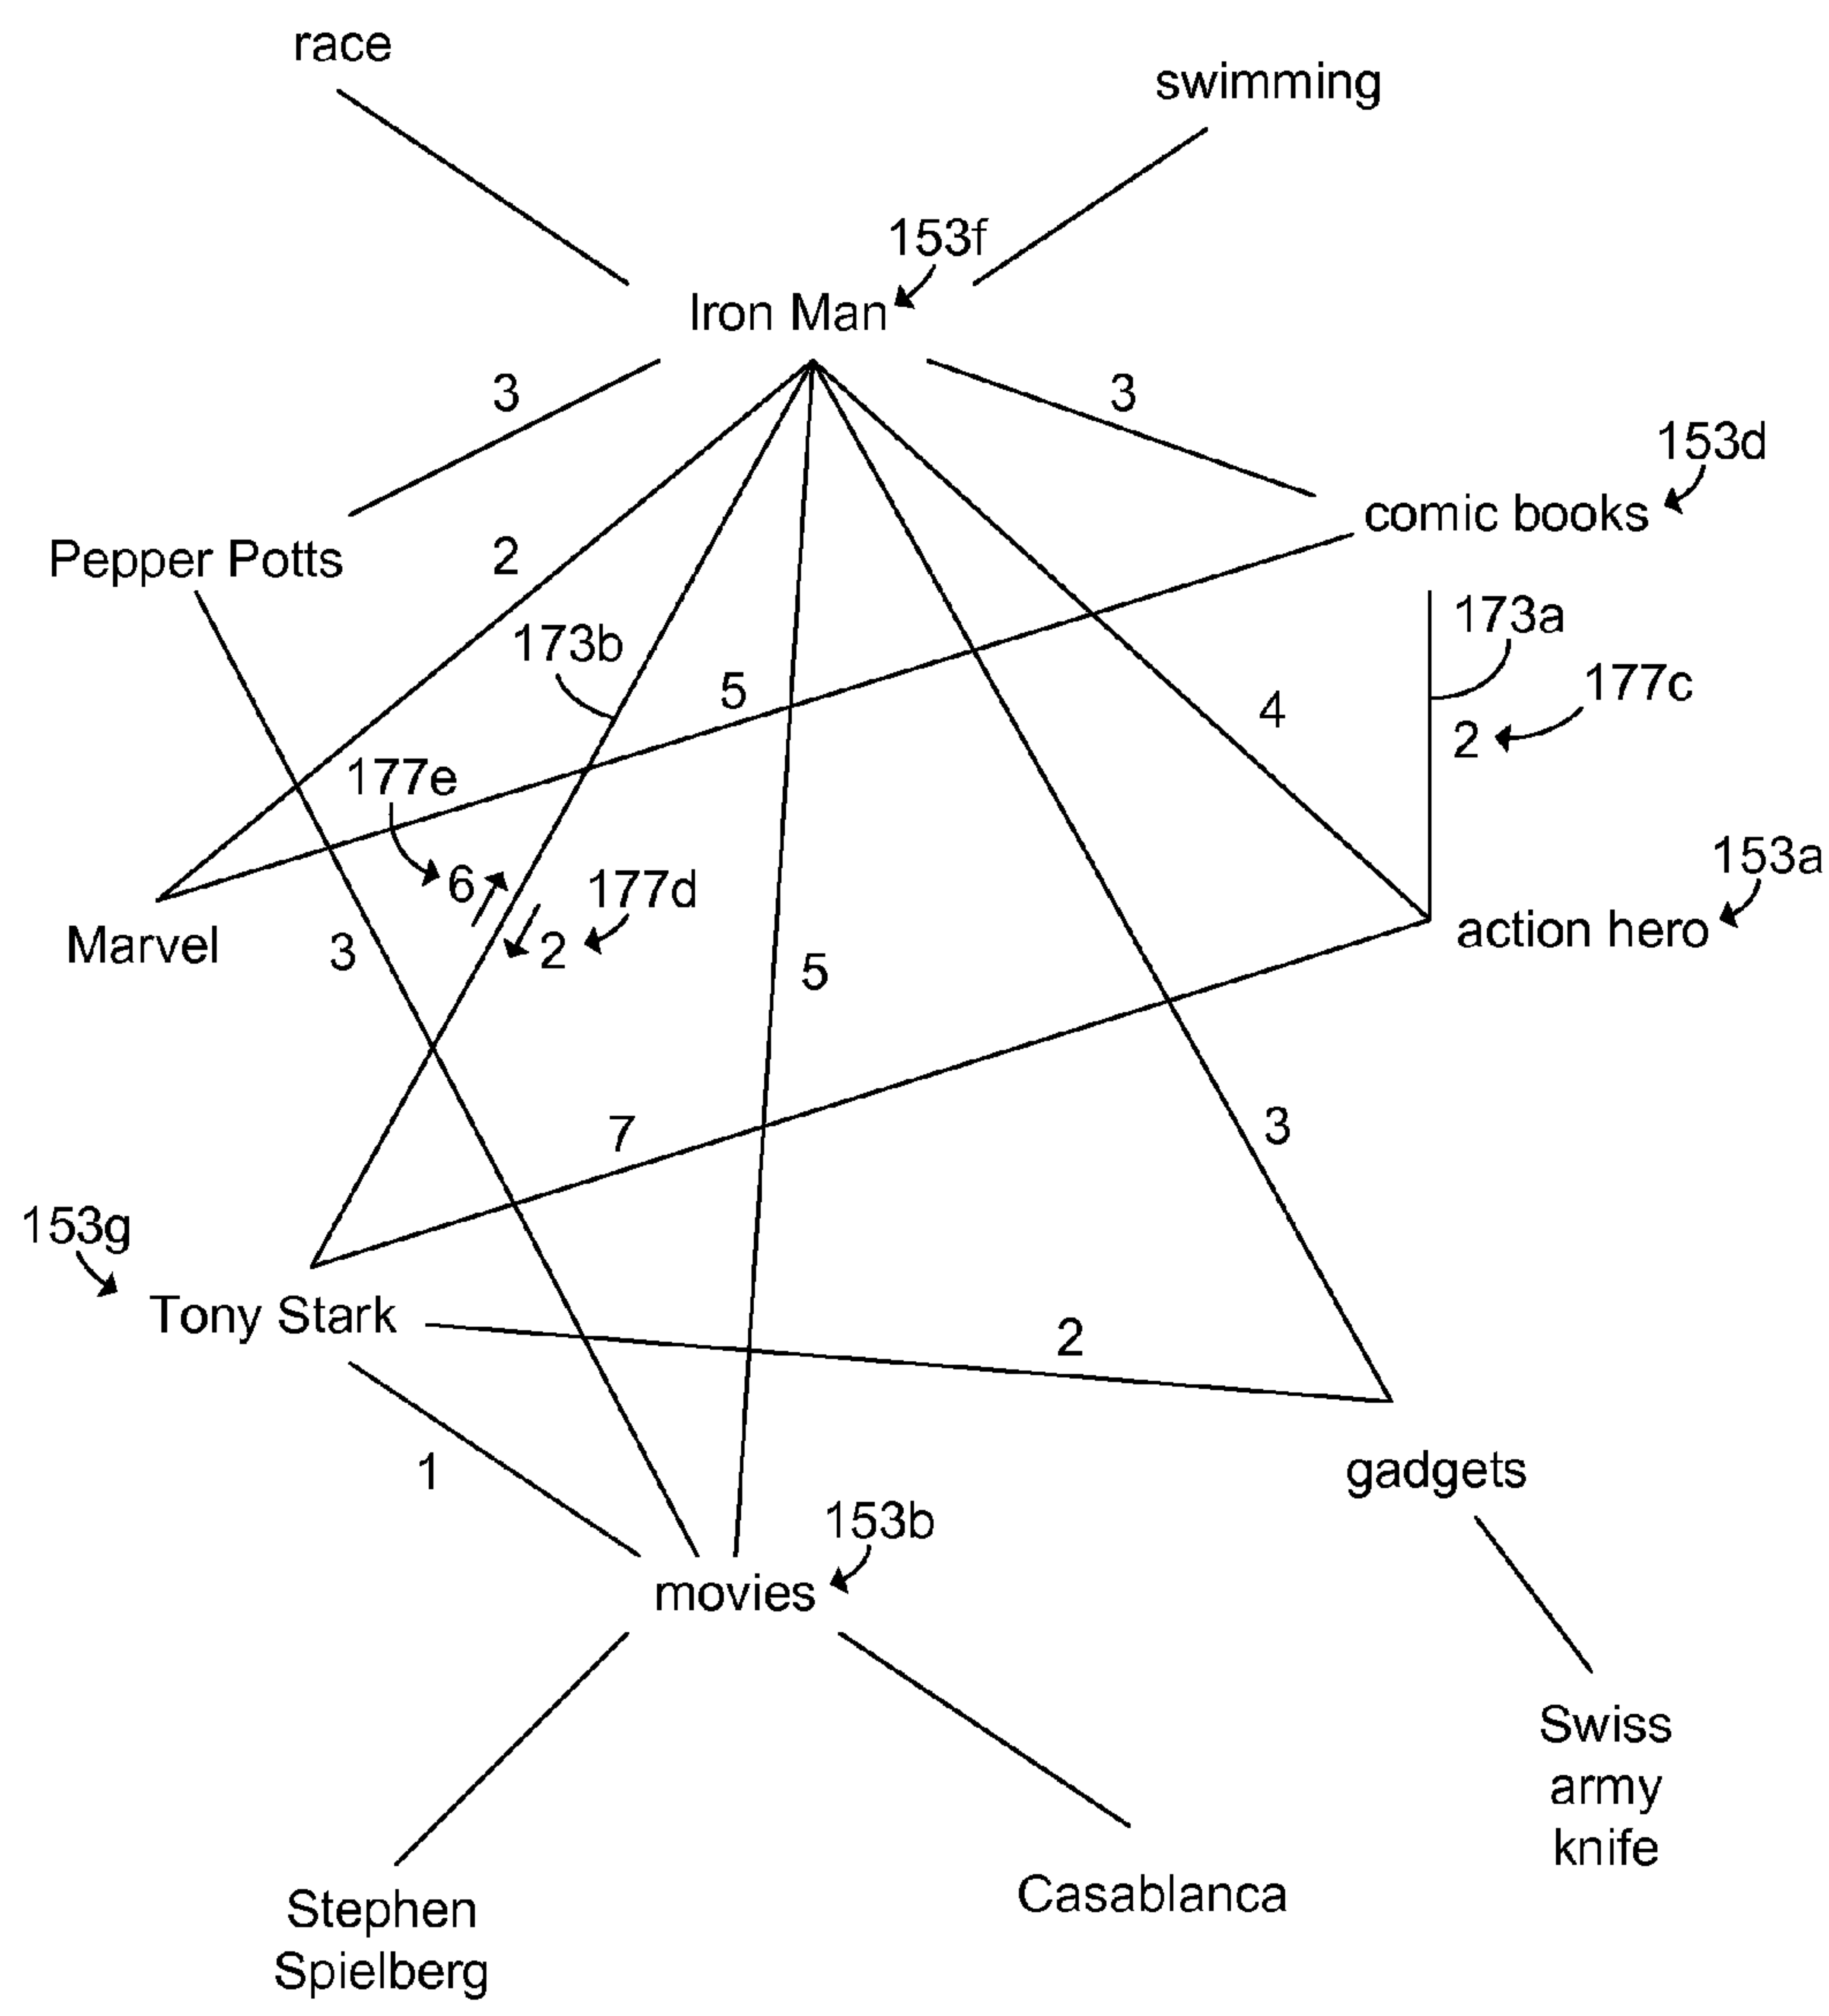 race
swimming
153f
Iron Man
3
3
153d
comic books
Pepper Potts
2
173b
173a
177c
5
4
2
177e
6
177d
153a
2
action hero
Marvel
3
5
7
3
153g
Tony Stark
2
1
gadgets
153b
movies
Swiss
army
knife
Casablanca
Stephen
Spielberg